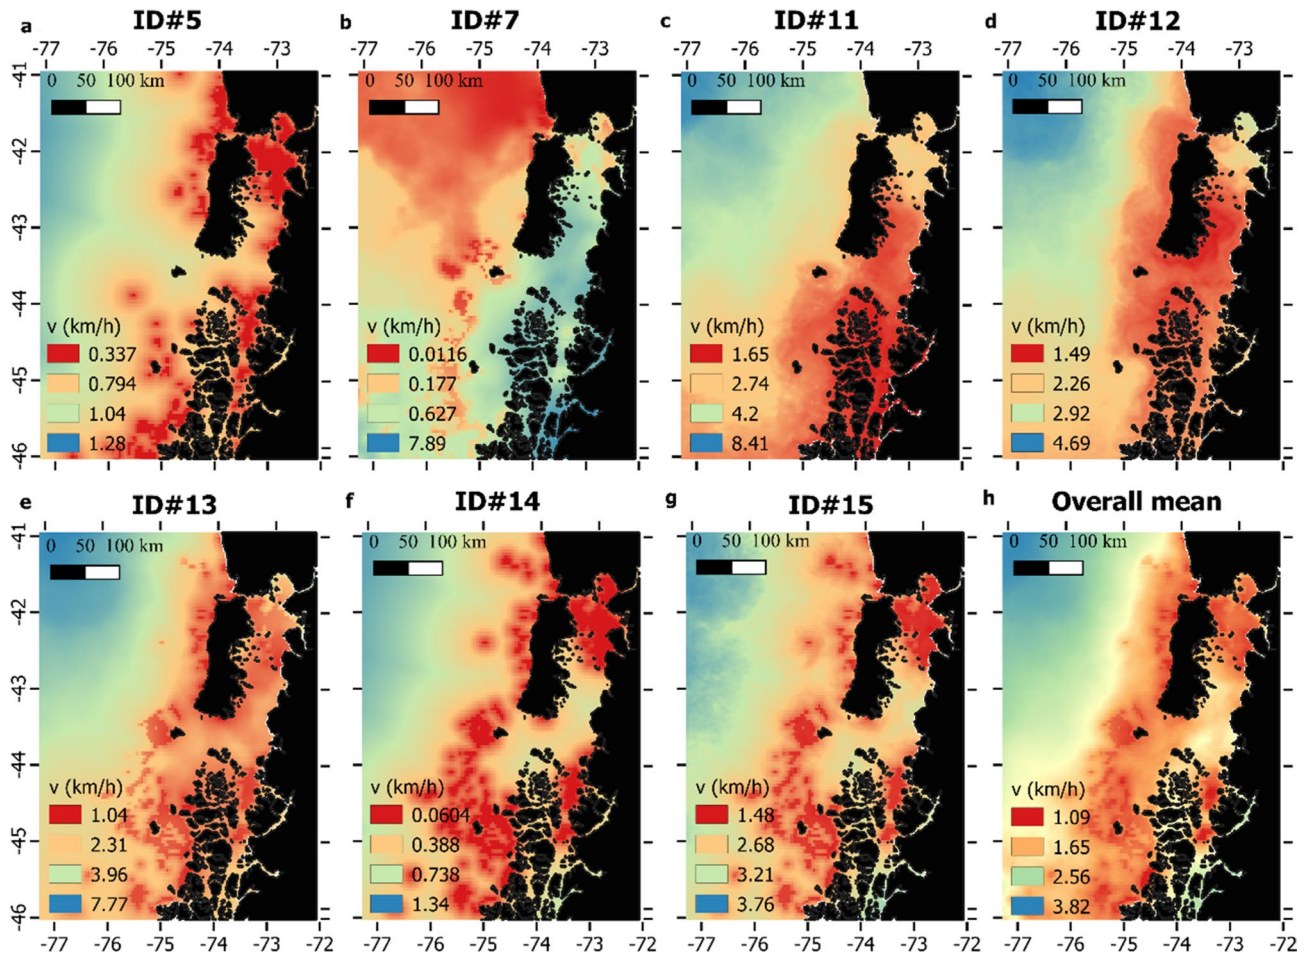 a ID#5 b ID#7 c ID#11 d ID#12
-77 -76 -75 -74 -73 -77 -76 -75 -74 -73 -77 -76 -75 -74 -73 -77 -76 -75 -74 -73
-41 0 50 100 km 0 50 100 km 0 50 100 km 0 50 100 km
-42
-43
-44
v (km/h) v (km/h) v (km/h) v (km/h)
0.337 0.0116 1.65 1.49
0.794 0.177 2.74 2.26
-45
1.04 0.627 4.2 2.92
1.28 7.89 8.41 4.69
-46
e ID#13 f ID#14 g ID#15 h Overall mean
-41 0 50 100 km 0 50 100 km 0 50 100 km 0 50 100 km
-42
-43
-44
v (km/h) v (km/h) v (km/h) v (km/h)
1.04 0.0604 1.48 1.09
-45
2.31 0.388 2.68 1.65
3.96 0.738 3.21 2.56
7.77 1.34 3.76 3.82
-46
-77 -76 -75 -74 -73 -72 -77 -76 -75 -74 -73 -72 -77 -76 -75 -74 -73 -72 -77 -76 -75 -74 -73 -72